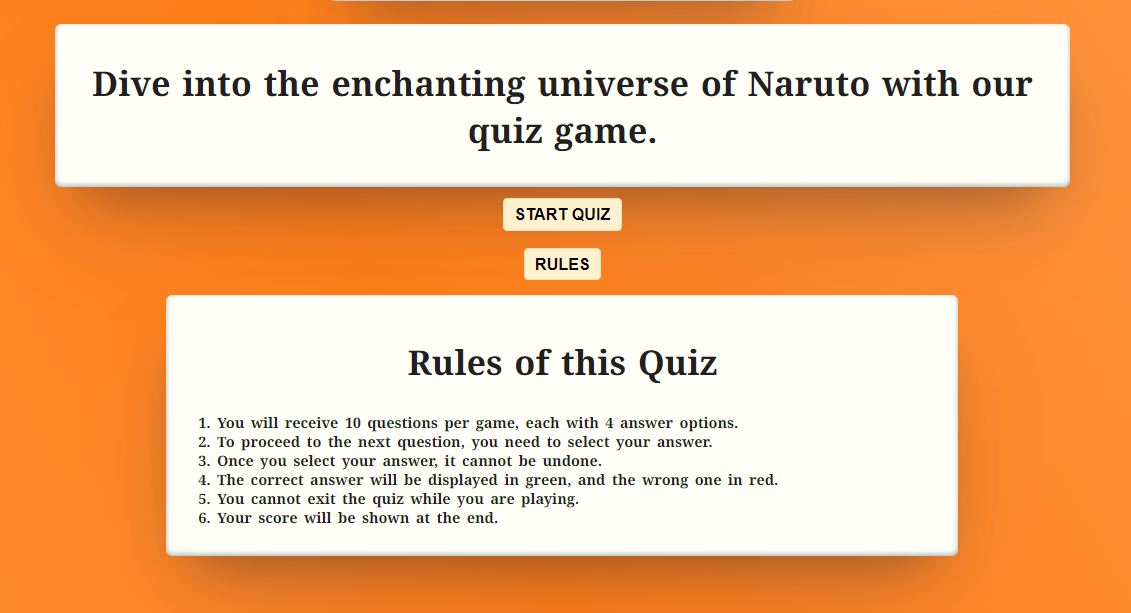 Dive into the enchanting universe of Naruto with our
quiz game.
START QUIZ
RULES
Rules of this Quiz
1. You will receive 10 questions per game, each with 4 answer options.
2. To proceed to the next question, you need to select your answer.
3. Once you select your answer, it cannot be undone.
4. The correct answer will be displayed in green, and the wrong one in red.
5. You cannot exit the quiz while you are playing.
6. Your score will be shown at the end.